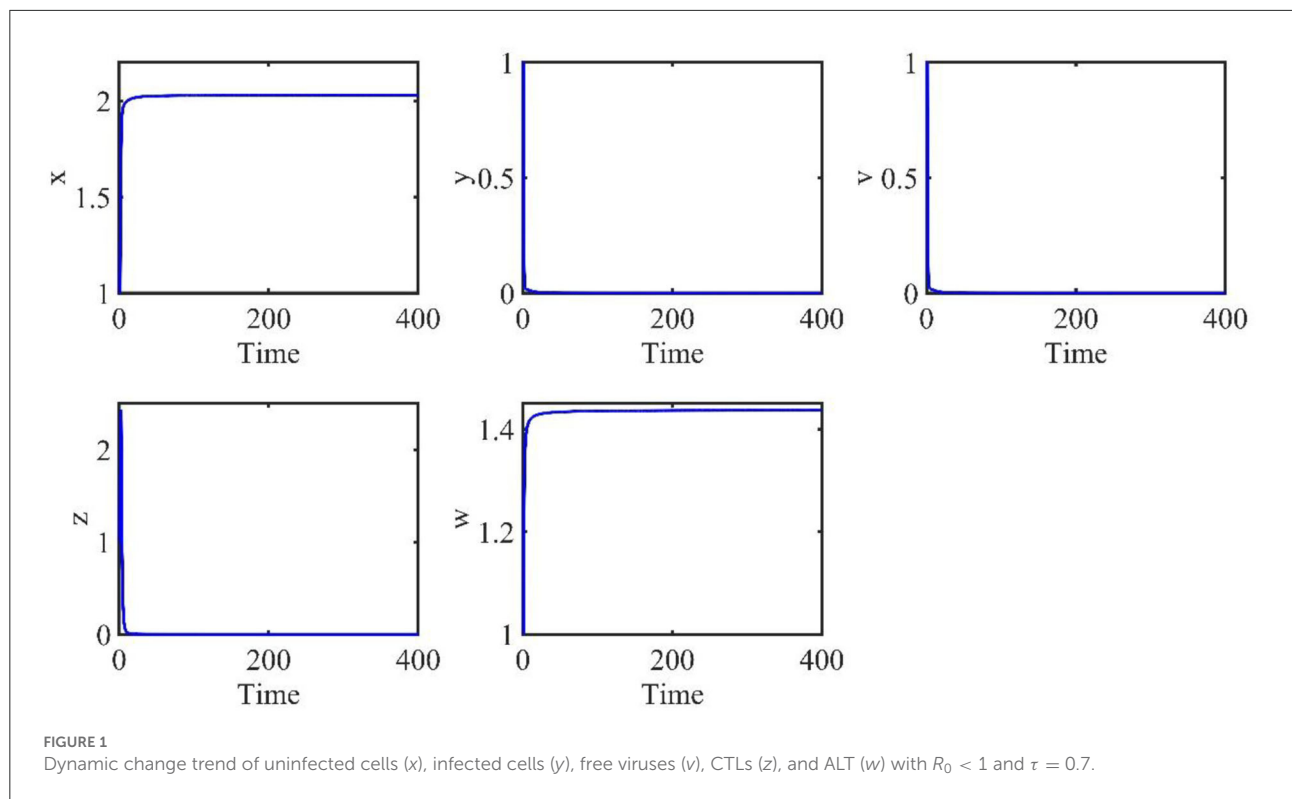 x
2
1.5
1
0 200 400
Time
y
1
0.5
0
0 200 400
Time
v
1
0.5
0
0 200 400
Time
z
2
1
0
0 200 400
Time
w
1.4
1.2
1
0 200 400
Time
FIGURE 1
Dynamic change trend of uninfected cells (x), infected cells (y), free viruses (v), CTLs (z), and ALT (w) with R₀ < 1 and τ = 0.7.